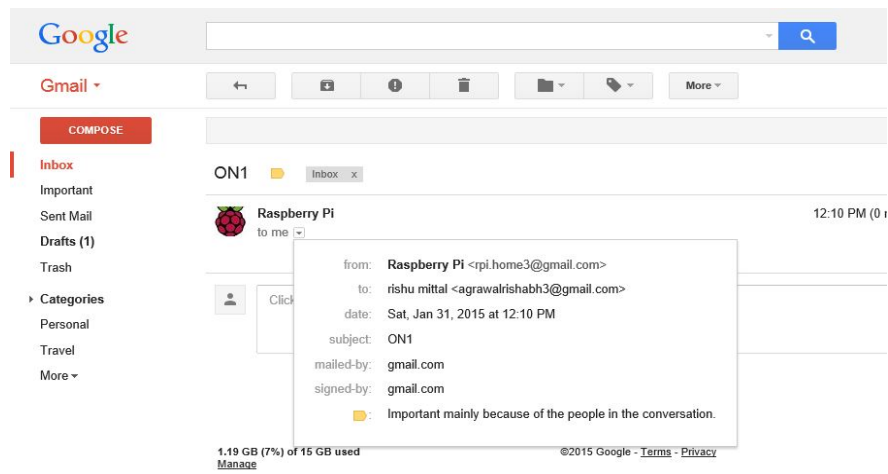 Google
Gmail
More
COMPOSE
Inbox
Important
Sent Mail
Drafts (1)
Trash
Categories
Personal
Travel
More
ON1 Inbox x
Raspberry Pi 12:10 PM (0
to me
from: Raspberry Pi <rpi.home3@gmail.com>
to: rishu mittal <agrawalrishabh3@gmail.com>
date: Sat, Jan 31, 2015 at 12:10 PM
subject: ON1
mailed-by: gmail.com
signed-by: gmail.com
: Important mainly because of the people in the conversation.
Click
1.19 GB (7%) of 15 GB used
Manage
©2015 Google - Terms - Privacy